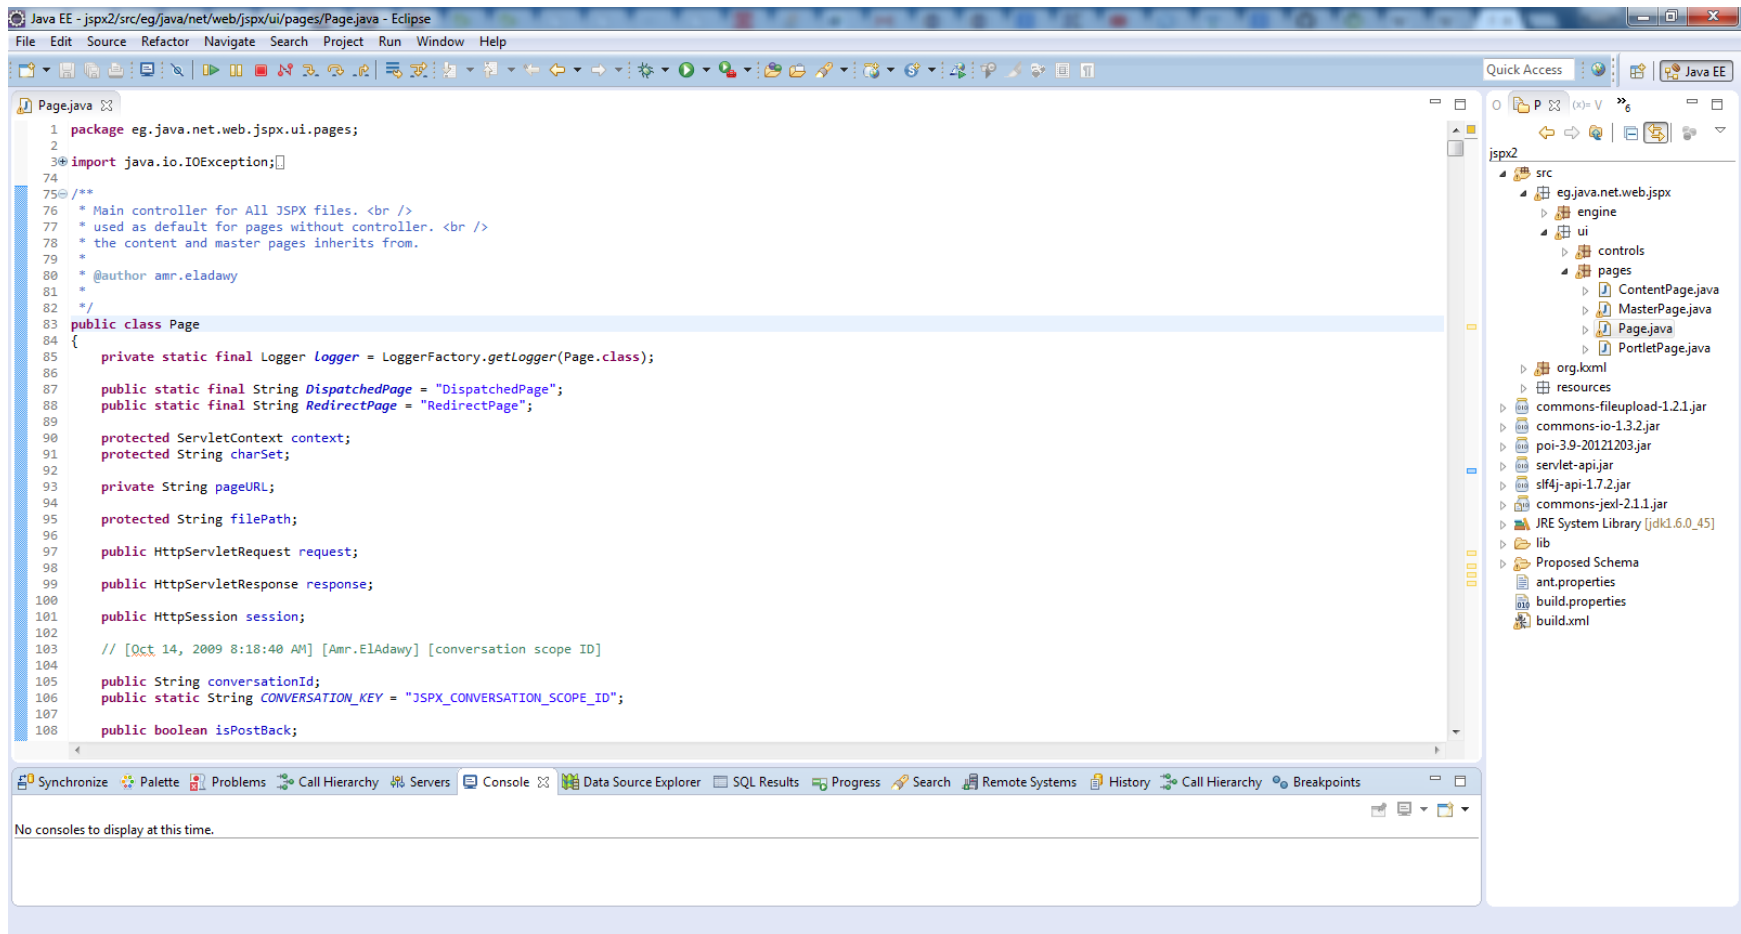 Java EE - jspx2/src/eg/java/net/web/jspx/ui/pages/Page.java - Eclipse
File Edit Source Refactor Navigate Search Project Run Window Help
Quick Access
Java EE
Page.java
1 package eg.java.net.web.jspx.ui.pages;
2
3 import java.io.IOException;
74
75 /**
76 * Main controller for All JSPX files. <br />
77 * used as default for pages without controller. <br />
78 * the content and master pages inherits from.
79 *
80 * @author amr.eladawy
81 *
82 */
83 public class Page
84 {
85 private static final Logger logger = LoggerFactory.getLogger(Page.class);
86
87 public static final String DispatchedPage = "DispatchedPage";
88 public static final String RedirectPage = "RedirectPage";
89
90 protected ServletContext context;
91 protected String charSet;
92
93 private String pageURL;
94
95 protected String filePath;
96
97 public HttpServletRequest request;
98
99 public HttpServletResponse response;
100
101 public HttpSession session;
102
103 // [Oct 14, 2009 8:18:40 AM] [Amr.ElAdawy] [conversation scope ID]
104
105 public String conversationId;
106 public static String CONVERSATION_KEY = "JSPX_CONVERSATION_SCOPE_ID";
107
108 public boolean isPostBack;
Synchronize Palette Problems Call Hierarchy Servers Console Data Source Explorer SQL Results Progress Search Remote Systems History Call Hierarchy Breakpoints
No consoles to display at this time.
O P (x)= V »6
jspx2
src
eg.java.net.web.jspx
engine
ui
controls
pages
ContentPage.java
MasterPage.java
Page.java
PortletPage.java
org.kxml
resources
commons-fileupload-1.2.1.jar
commons-io-1.3.2.jar
poi-3.9-20121203.jar
servlet-api.jar
slf4j-api-1.7.2.jar
commons-jexl-2.1.1.jar
JRE System Library [jdk1.6.0_45]
lib
Proposed Schema
ant.properties
build.properties
build.xml